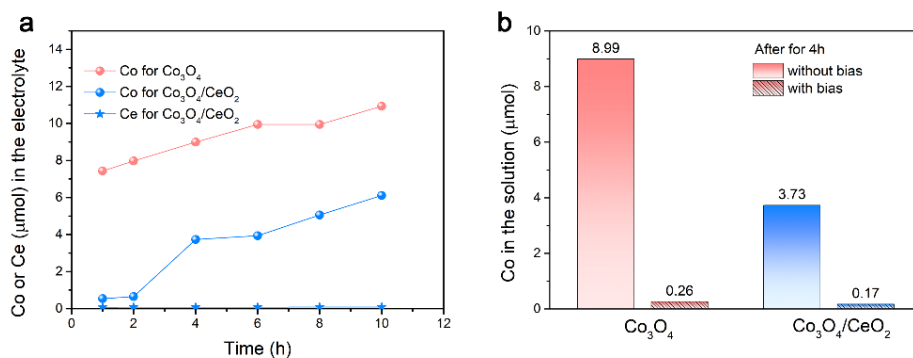 a
Co or Ce (μmol) in the electrolyte
14
12
10
8
6
4
2
0
0
2
4
6
8
10
12
Time (h)
Co for Co₃O₄
Co for Co₃O₄/CeO₂
Ce for Co₃O₄/CeO₂
b
Co in the solution (μmol)
10
8
6
4
2
0
After for 4h
without bias
with bias
8.99
0.26
3.73
0.17
Co₃O₄
Co₃O₄/CeO₂